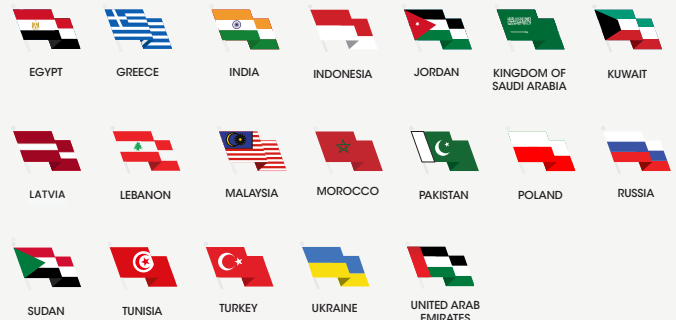 EGYPT
GREECE
INDIA
INDONESIA
JORDAN
KINGDOM OF
SAUDI ARABIA
KUWAIT
LATVIA
LEBANON
MALAYSIA
MOROCCO
PAKISTAN
POLAND
RUSSIA
SUDAN
TUNISIA
TURKEY
UKRAINE
UNITED ARAB
EMIRATES